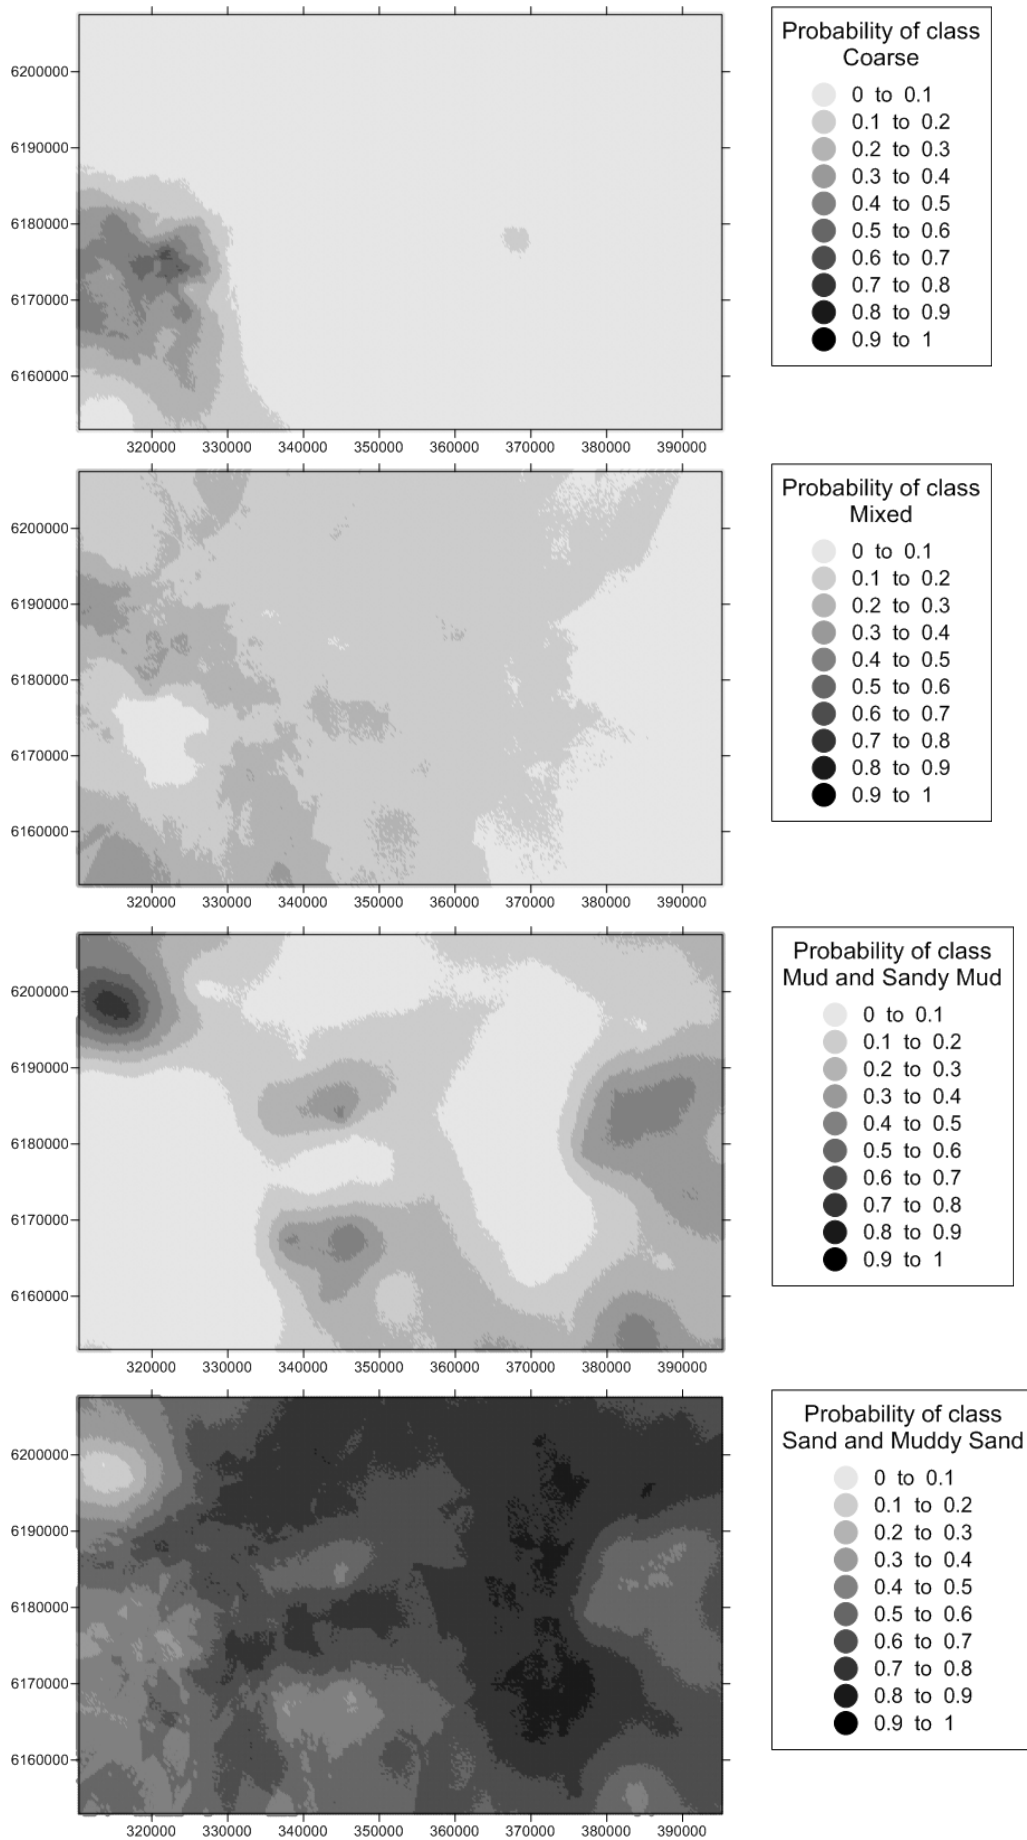 Probability of class
Coarse
0 to 0.1
0.1 to 0.2
0.2 to 0.3
0.3 to 0.4
0.4 to 0.5
0.5 to 0.6
0.6 to 0.7
0.7 to 0.8
0.8 to 0.9
0.9 to 1
6200000
6190000
6180000
6170000
6160000
320000 330000 340000 350000 360000 370000 380000 390000
Probability of class
Mixed
0 to 0.1
0.1 to 0.2
0.2 to 0.3
0.3 to 0.4
0.4 to 0.5
0.5 to 0.6
0.6 to 0.7
0.7 to 0.8
0.8 to 0.9
0.9 to 1
6200000
6190000
6180000
6170000
6160000
320000 330000 340000 350000 360000 370000 380000 390000
Probability of class
Mud and Sandy Mud
0 to 0.1
0.1 to 0.2
0.2 to 0.3
0.3 to 0.4
0.4 to 0.5
0.5 to 0.6
0.6 to 0.7
0.7 to 0.8
0.8 to 0.9
0.9 to 1
6200000
6190000
6180000
6170000
6160000
320000 330000 340000 350000 360000 370000 380000 390000
Probability of class
Sand and Muddy Sand
0 to 0.1
0.1 to 0.2
0.2 to 0.3
0.3 to 0.4
0.4 to 0.5
0.5 to 0.6
0.6 to 0.7
0.7 to 0.8
0.8 to 0.9
0.9 to 1
6200000
6190000
6180000
6170000
6160000
320000 330000 340000 350000 360000 370000 380000 390000